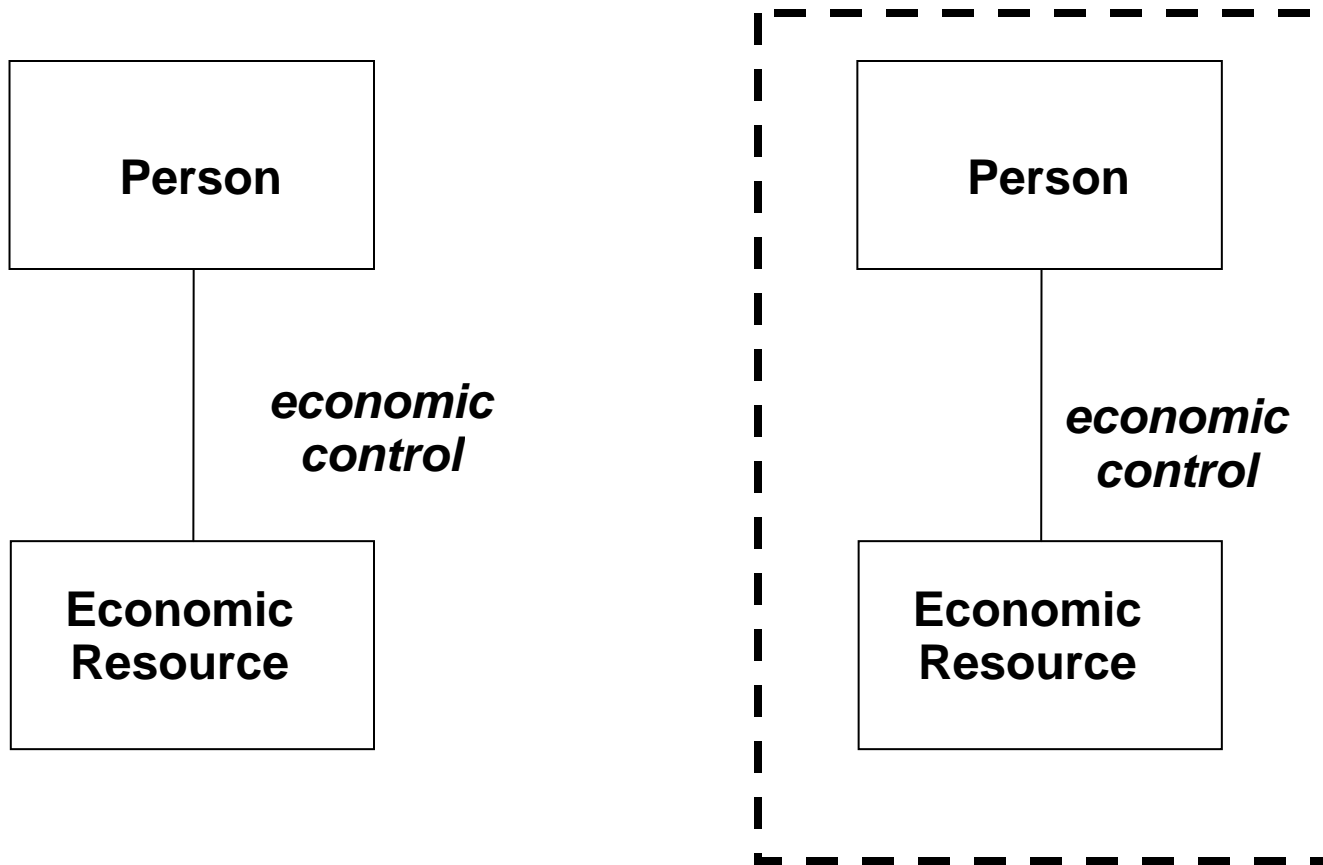 Person
economic
control
Economic
Resource
Person
economic
control
Economic
Resource